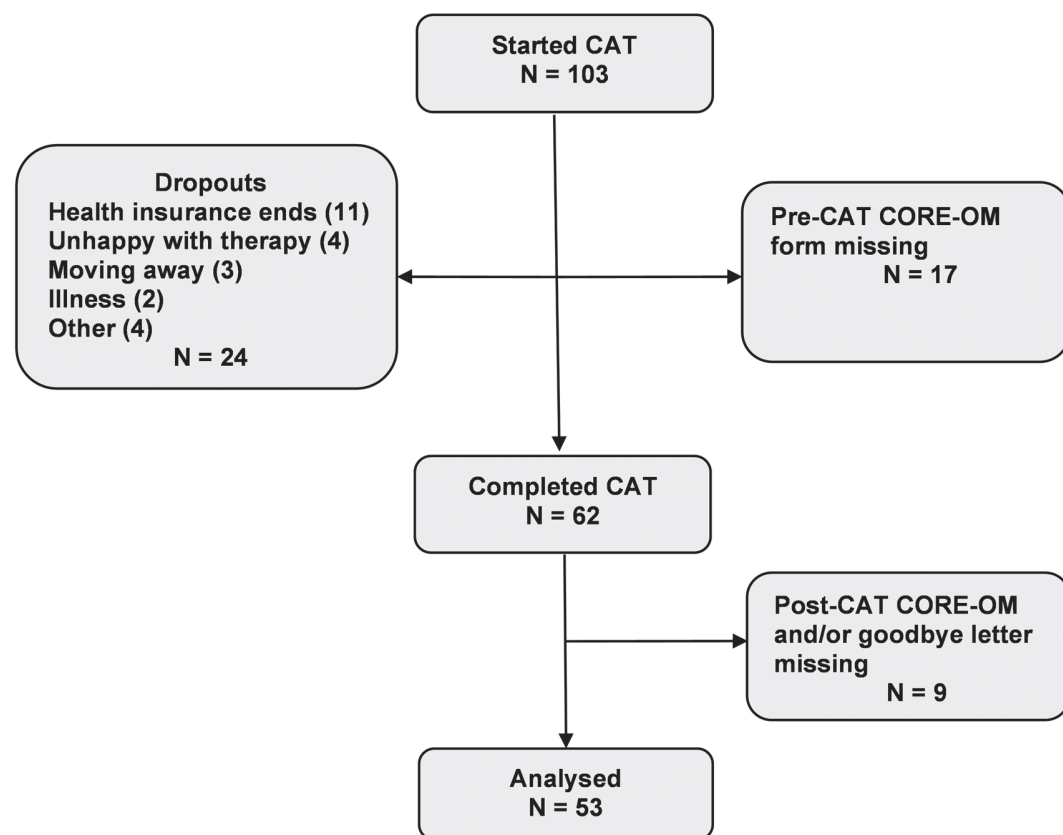 Started CAT
N = 103
Dropouts
Health insurance ends (11)
Unhappy with therapy (4)
Moving away (3)
Illness (2)
Other (4)
N = 24
Pre-CAT CORE-OM
form missing
N = 17
Completed CAT
N = 62
Post-CAT CORE-OM
and/or goodbye letter
missing
N = 9
Analysed
N = 53